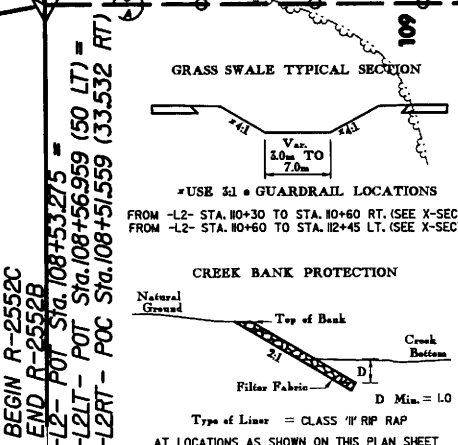 BEGIN R-2552C
END R-2552B
-L2- POT Sta. 108+53.275 =
-L2LT- POT Sta.108+56.959 (50 LT) =
-L2RT- POC Sta.108+51.559 (33.532 RT)
109
GRASS SWALE TYPICAL SECTION
*4:1
*4:1
Var.
3.0m TO
7.0m
*USE 3:1 @ GUARDRAIL LOCATIONS
FROM -L2- STA. 110+30 TO STA. 110+60 RT. (SEE X-SEC
FROM -L2- STA. 110+60 TO STA. 112+45 LT. (SEE X-SEC
CREEK BANK PROTECTION
Natural
Ground
Top of Bank
2:1
Creek
Bottom
D
Filter Fabric
D Min. = 1.0
Type of Liner = CLASS 'II' RIP RAP
AT LOCATIONS AS SHOWN ON THIS PLAN SHEET